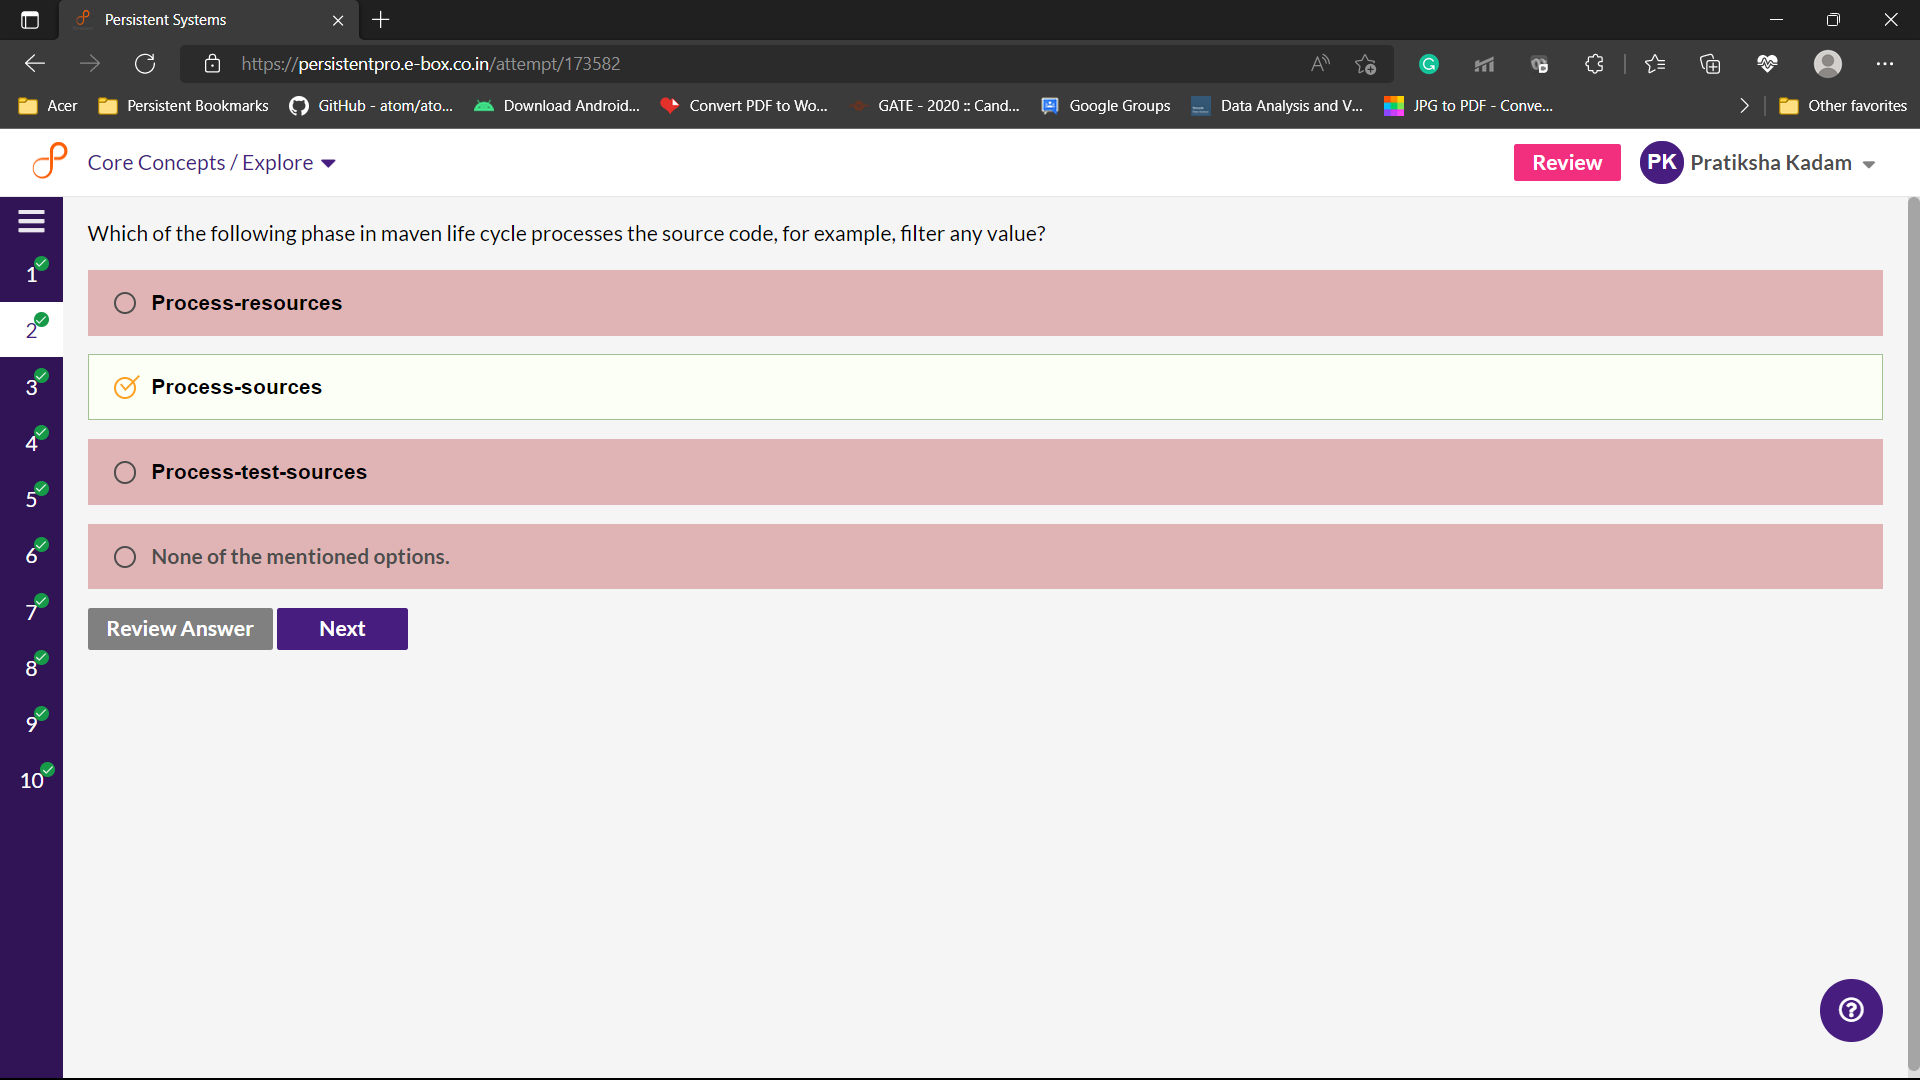 Persistent Systems
https://persistentpro.e-box.co.in/attempt/173582
Acer
Persistent Bookmarks
GitHub - atom/ato...
Download Android...
Convert PDF to Wo...
GATE - 2020 :: Cand...
Google Groups
Data Analysis and V...
JPG to PDF - Conve...
Other favorites
Core Concepts / Explore
Review
PK
Pratiksha Kadam
Which of the following phase in maven life cycle processes the source code, for example, filter any value?
1
Process-resources
2
Process-sources
3
4
Process-test-sources
5
6
None of the mentioned options.
7
Review Answer
Next
8
9
10